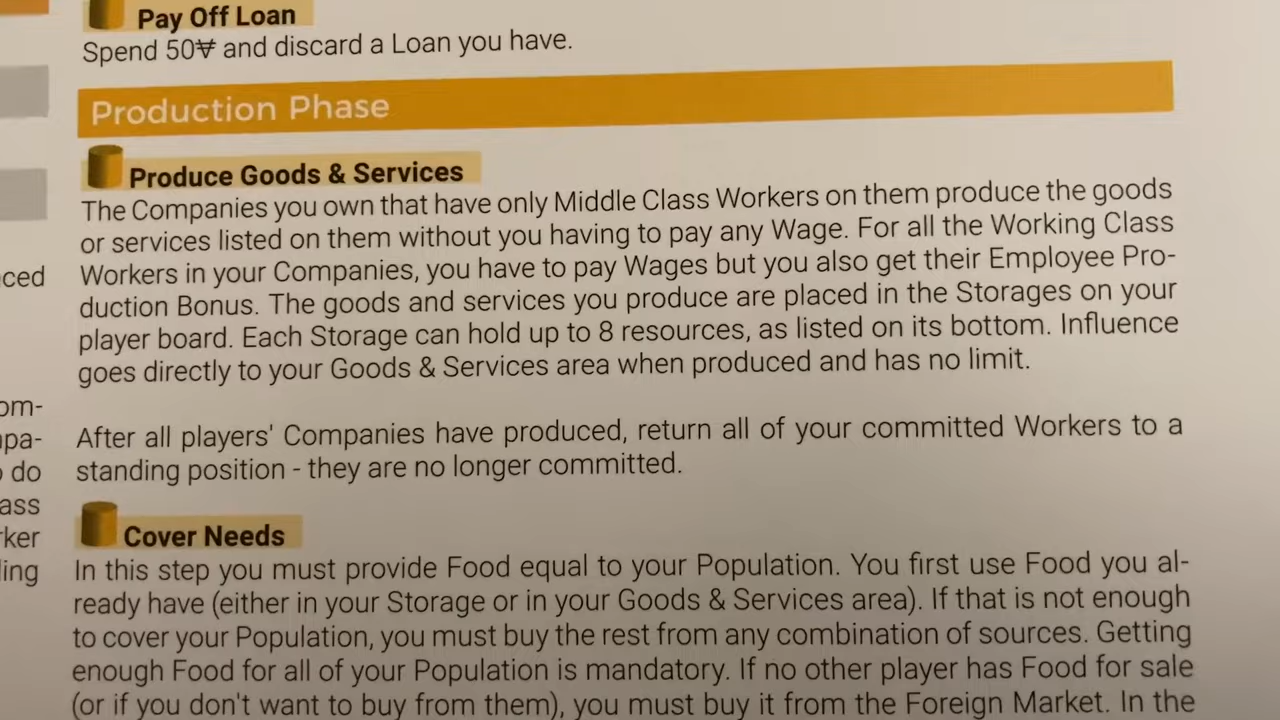 Pay Off Loan
Spend 50₩ and discard a Loan you have.
Production Phase
Produce Goods & Services
The Companies you own that have only Middle Class Workers on them produce the goods
or services listed on them without you having to pay any Wage. For all the Working Class
Workers in your Companies, you have to pay Wages but you also get their Employee Pro-
duction Bonus. The goods and services you produce are placed in the Storages on your
player board. Each Storage can hold up to 8 resources, as listed on its bottom. Influence
goes directly to your Goods & Services area when produced and has no limit.
After all players' Companies have produced, return all of your committed Workers to a
standing position - they are no longer committed.
Cover Needs
In this step you must provide Food equal to your Population. You first use Food you al-
ready have (either in your Storage or in your Goods & Services area). If that is not enough
to cover your Population, you must buy the rest from any combination of sources. Getting
enough Food for all of your Population is mandatory. If no other player has Food for sale
(or if you don't want to buy from them), you must buy it from the Foreign Market. In the